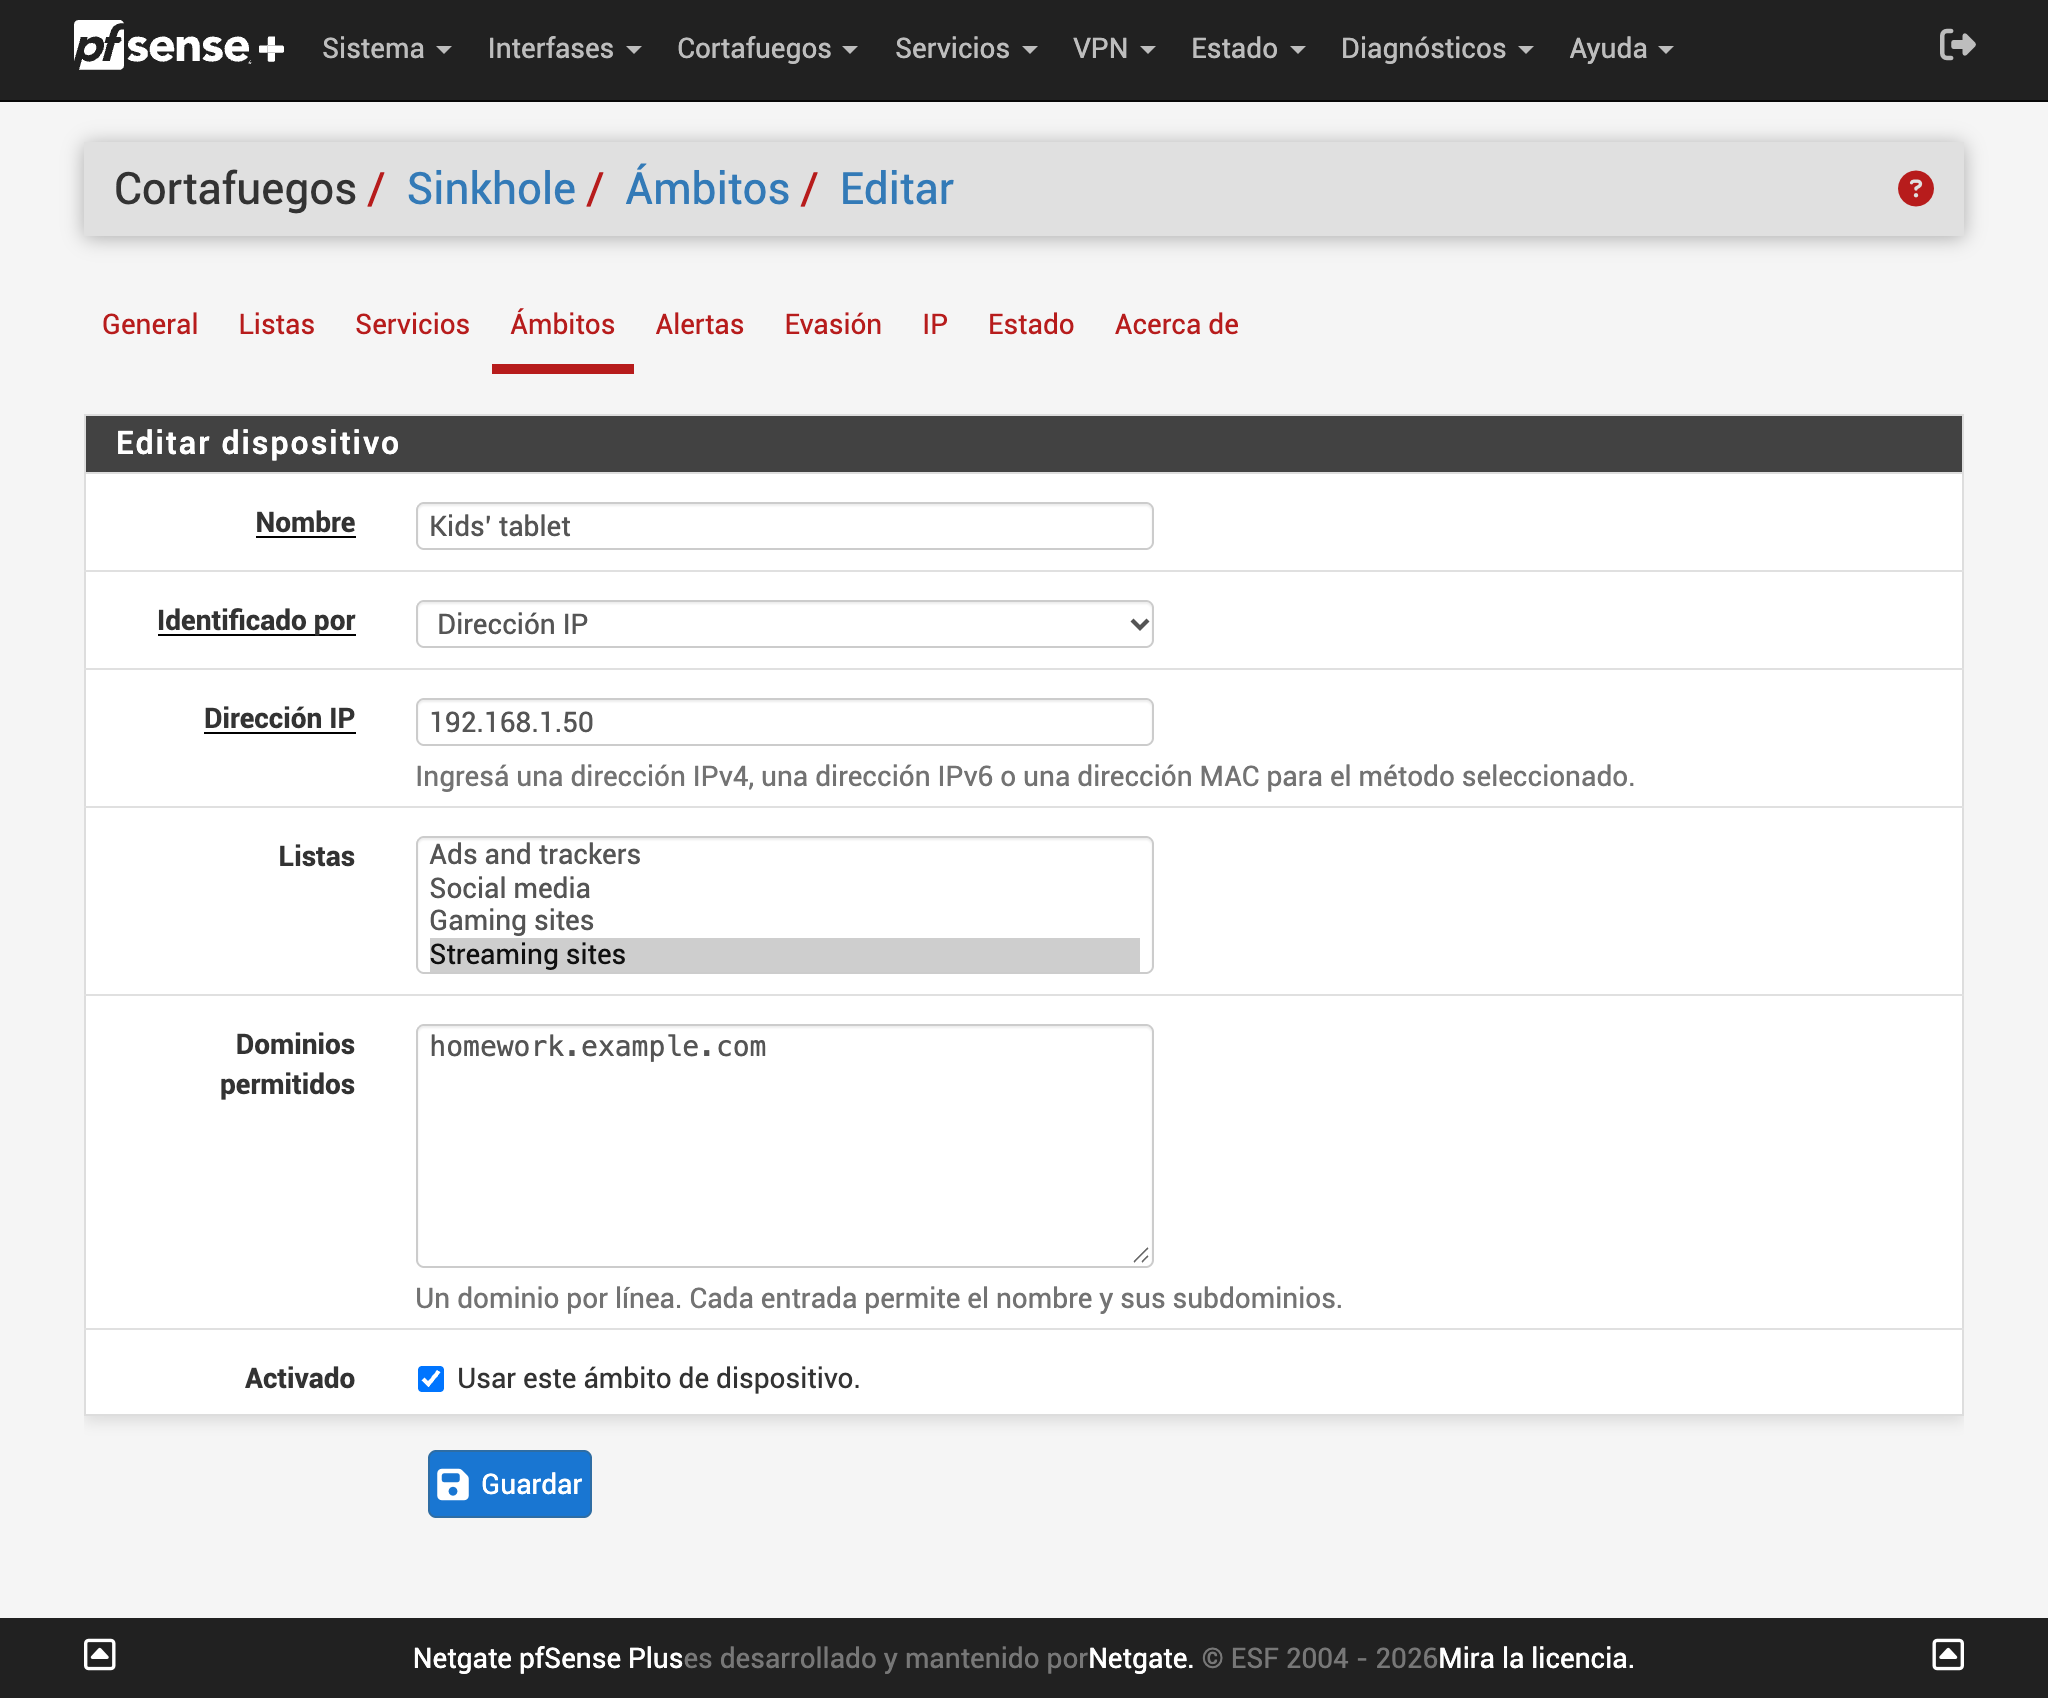 pfsense +
Sistema
Interfases
Cortafuegos
Servicios
VPN
Estado
Diagnósticos
Ayuda
Cortafuegos / Sinkhole / Ámbitos / Editar
?
General
Listas
Servicios
Ámbitos
Alertas
Evasión
IP
Estado
Acerca de
Editar dispositivo
Nombre
Kids' tablet
Identificado por
Dirección IP
Dirección IP
192.168.1.50
Ingresá una dirección IPv4, una dirección IPv6 o una dirección MAC para el método seleccionado.
Listas
Ads and trackers
Social media
Gaming sites
Streaming sites
Dominios
permitidos
homework.example.com
Un dominio por línea. Cada entrada permite el nombre y sus subdominios.
Activado
Usar este ámbito de dispositivo.
Guardar
Netgate pfSense Pluses desarrollado y mantenido porNetgate. © ESF 2004 - 2026Mira la licencia.